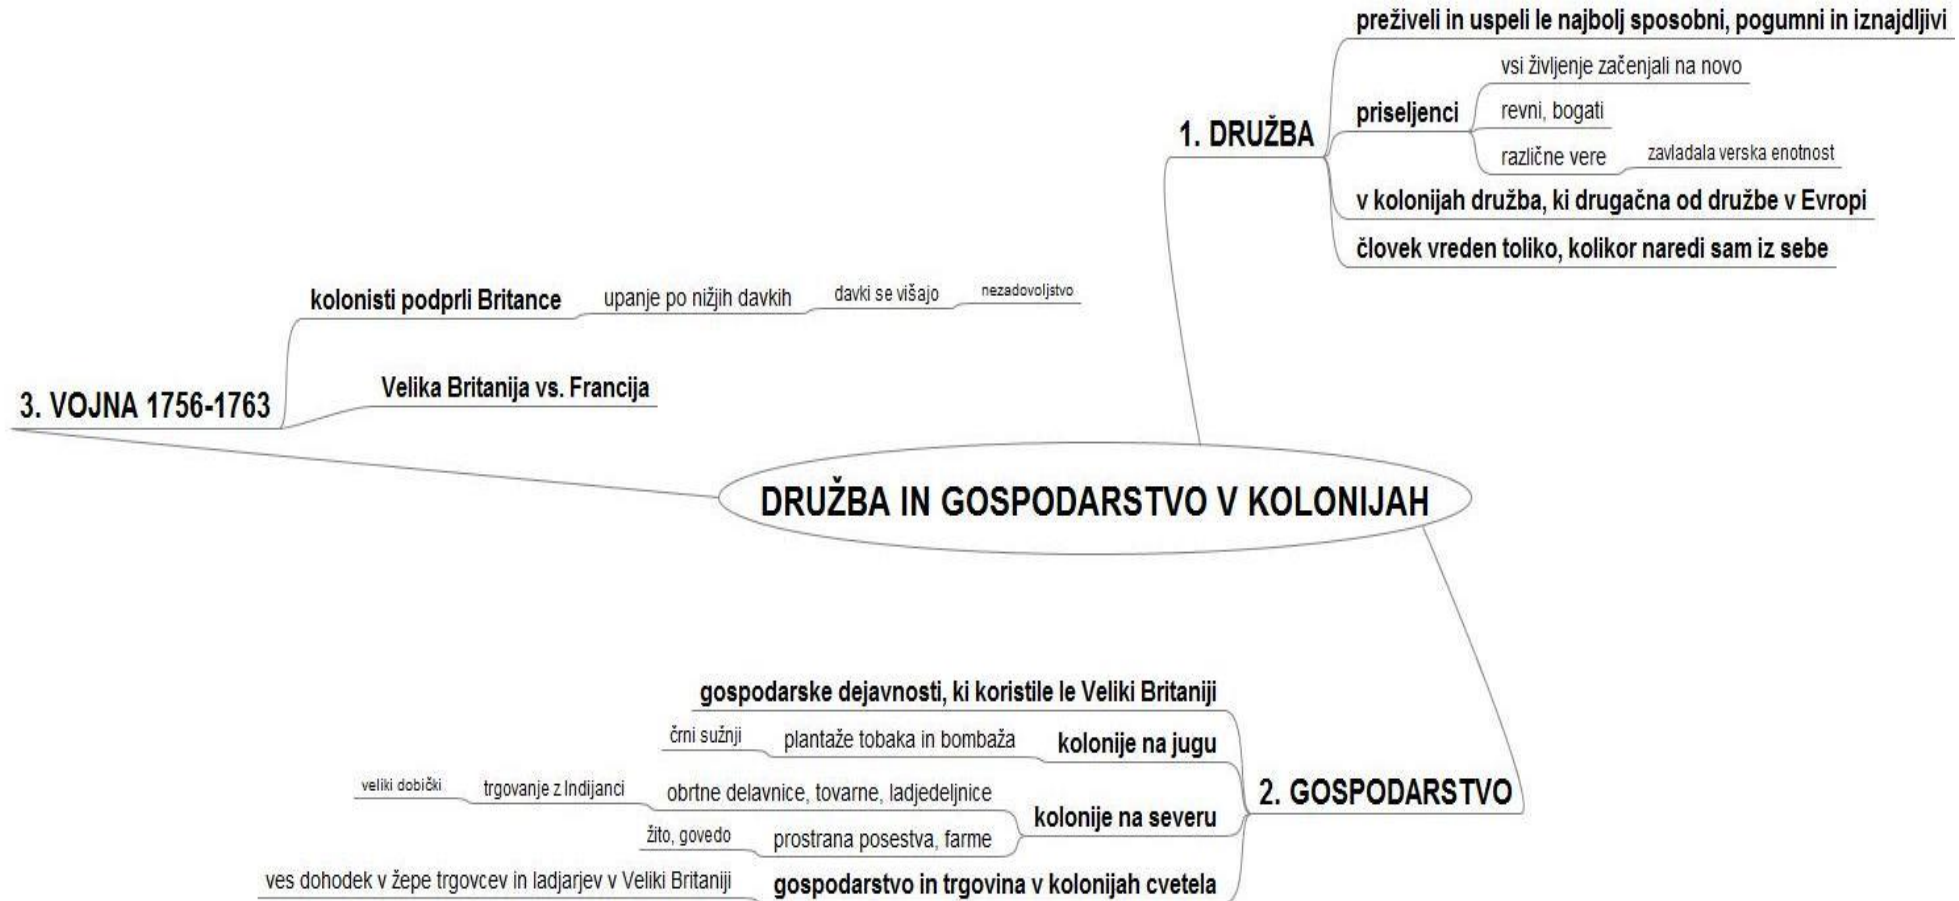 DRUŽBA IN GOSPODARSTVO V KOLONIJAH
1. DRUŽBA
preživeli in uspeli le najbolj sposobni, pogumni in iznajdljivi
priseljenci
vsi življenje začenjali na novo
revni, bogati
različne vere
zavladala verska enotnost
v kolonijah družba, ki drugačna od družbe v Evropi
človek vreden toliko, kolikor naredi sam iz sebe
2. GOSPODARSTVO
gospodarske dejavnosti, ki koristile le Veliki Britaniji
kolonije na jugu
plantaže tobaka in bombaža
črni sužnji
kolonije na severu
obrtne delavnice, tovarne, ladjedeljnice
trgovanje z Indijanci
veliki dobički
prostrana posestva, farme
žito, govedo
gospodarstvo in trgovina v kolonijah cvetela
ves dohodek v žepe trgovcev in ladjarjev v Veliki Britaniji
3. VOJNA 1756-1763
kolonisti podprli Britance
upanje po nižjih davkih
davki se višajo
nezadovoljstvo
Velika Britanija vs. Francija